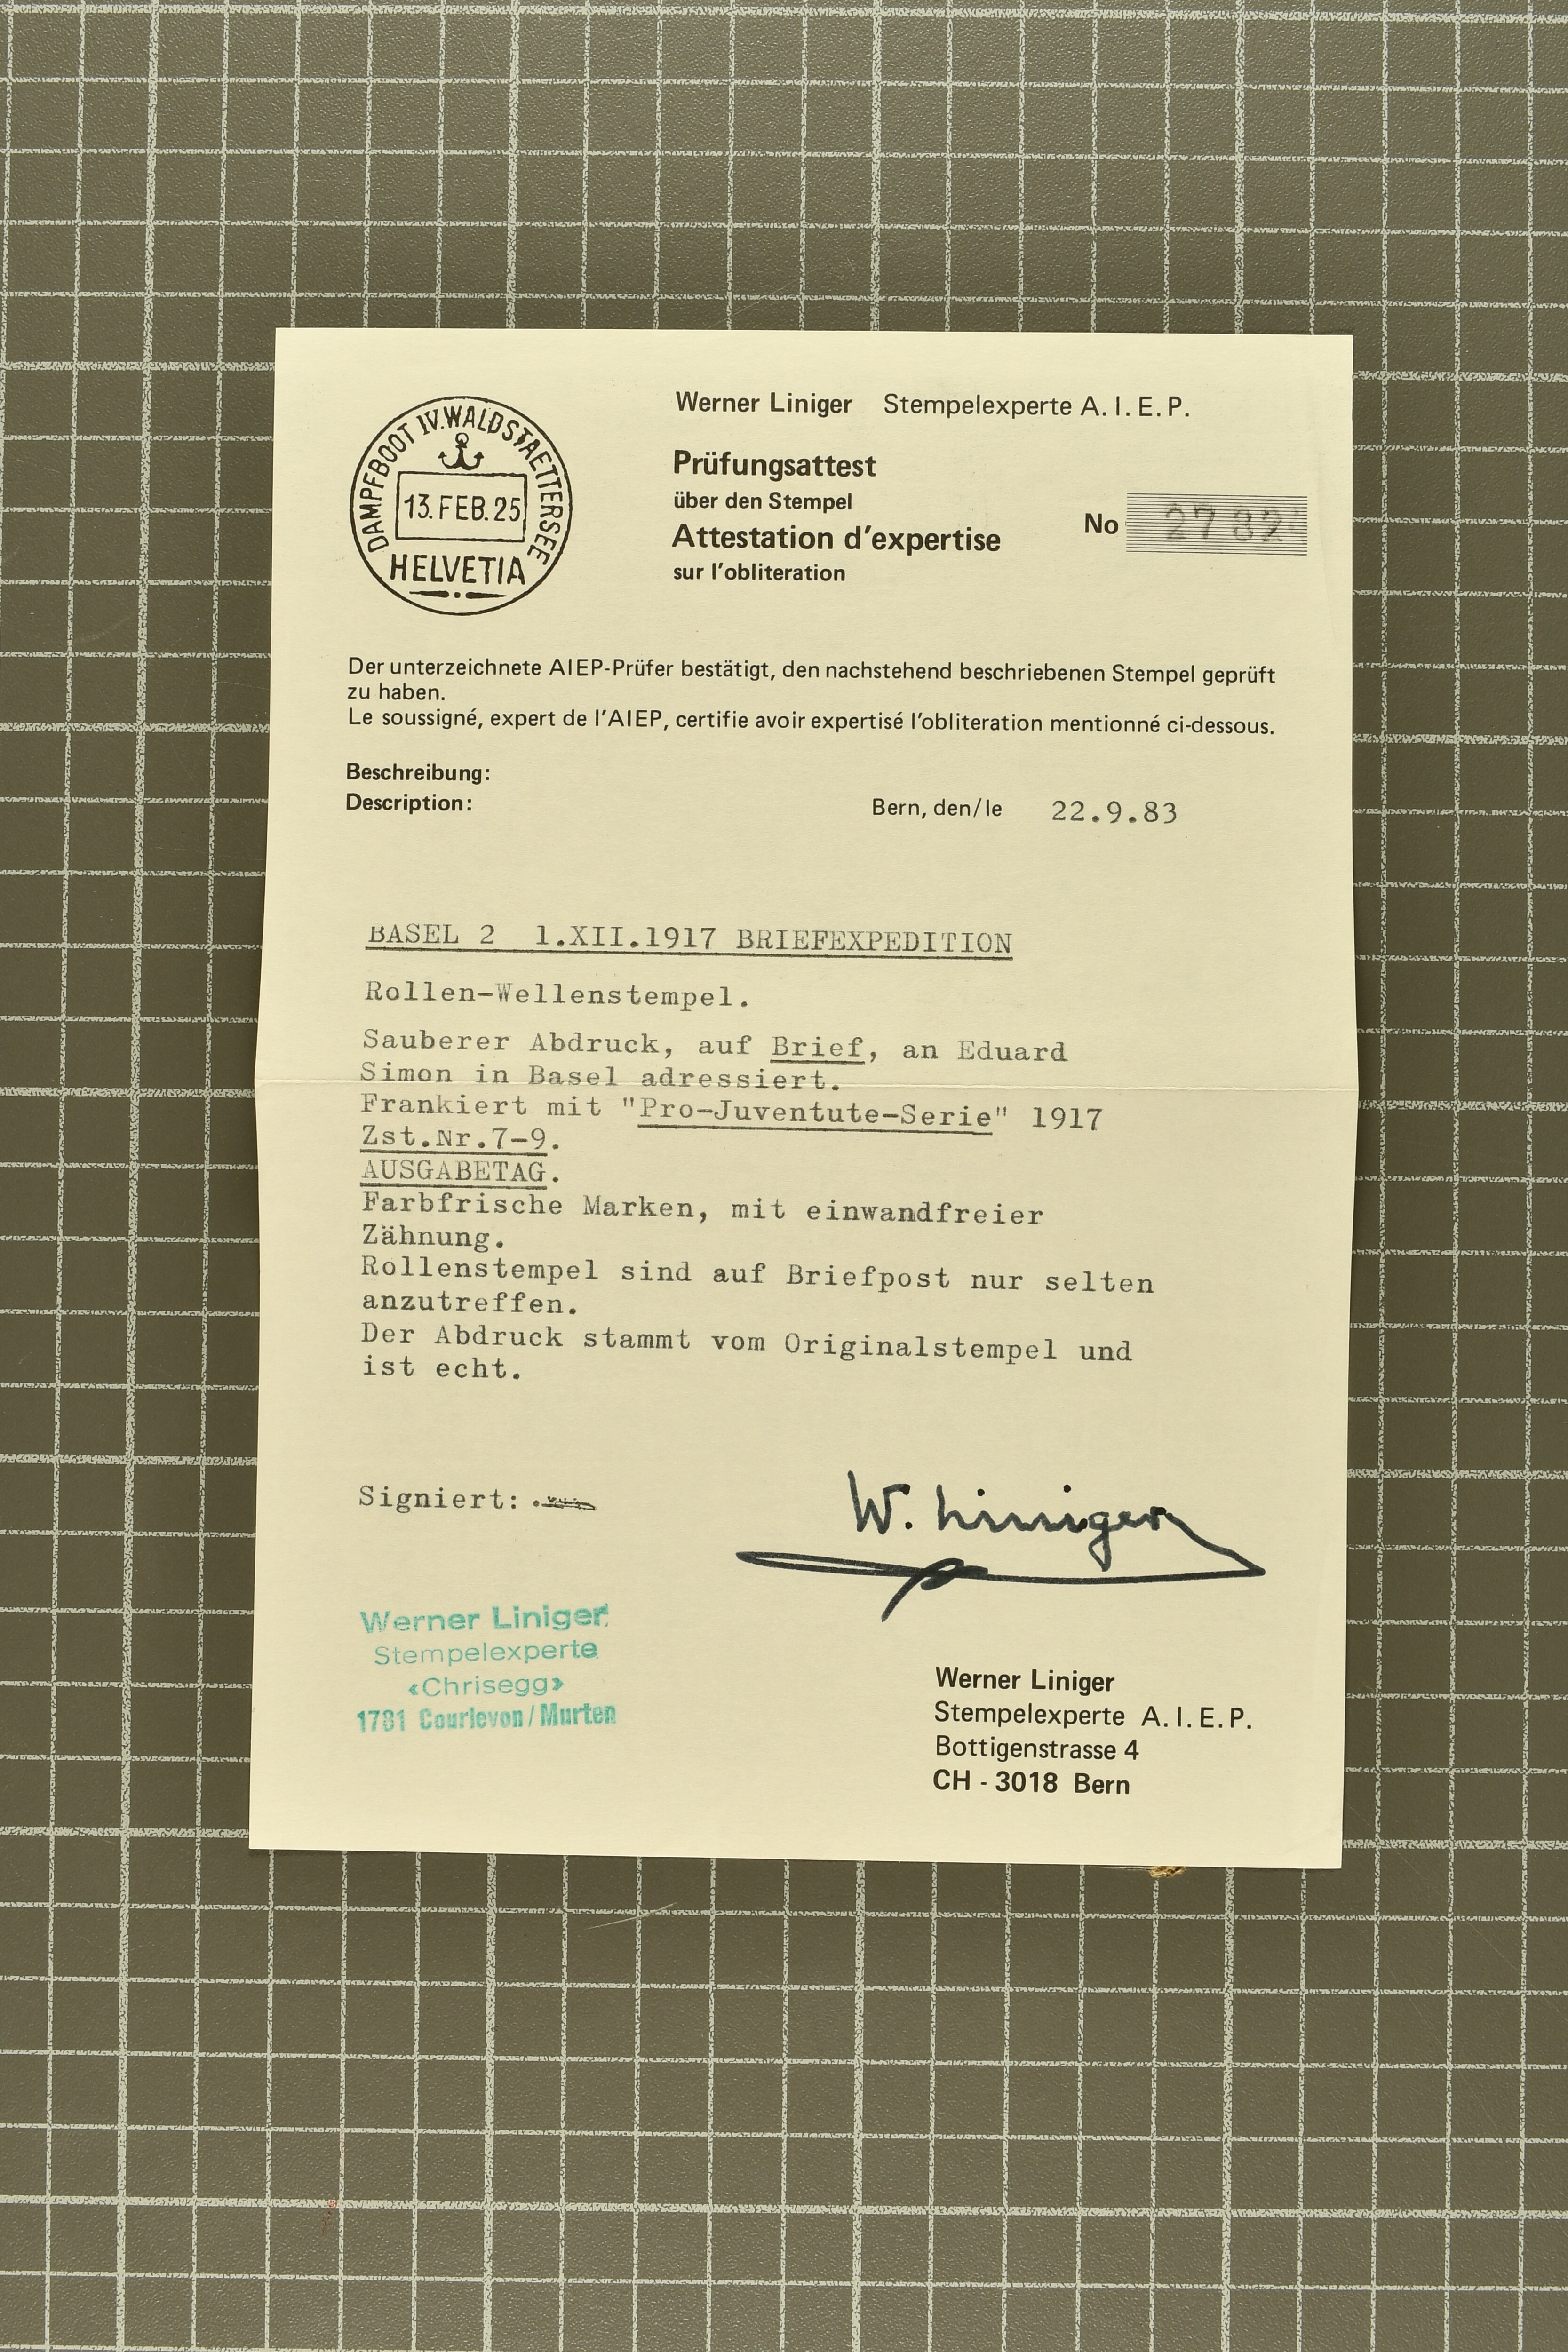 DAMPFBOOT IV. WALDSTAETTERSEE
13. FEB. 25
HELVETIA
Werner Liniger Stempelexperte A. I. E. P.
Prüfungsattest
über den Stempel
Attestation d'expertise
sur l'obliteration
No
Der unterzeichnete AIEP-Prüfer bestätigt, den nachstehend beschriebenen Stempel geprüft
zu haben.
Le soussigné, expert de l'AIEP, certifie avoir expertisé l'obliteration mentionné ci-dessous.
Beschreibung:
Description:
Bern, den/le 22.9.83
BASEL 2 1.XII.1917 BRIEFEXPEDITION
Rollen-Wellenstempel.
Sauberer Abdruck, auf Brief, an Eduard
Simon in Basel adressiert.
Frankiert mit "Pro-Juventute-Serie" 1917
Zst.Nr.7-9.
AUSGABETAG.
Farbfrische Marken, mit einwandfreier
Zähnung.
Rollenstempel sind auf Briefpost nur selten
anzutreffen.
Der Abdruck stammt vom Originalstempel und
ist echt.
Signiert:
W. Liniger
Werner Liniger
Stempelexperte
«Chrisegg»
1781 Courlevon / Murten
Werner Liniger
Stempelexperte A. I. E. P.
Bottigenstrasse 4
CH - 3018 Bern